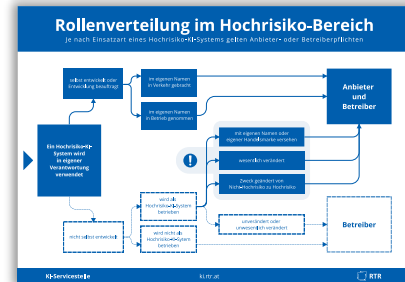 Rollenverteilung im Hochrisiko-Bereich
Je nach Einsatzart eines Hochrisiko-KI-Systems gelten Anbieter- oder Betreiberpflichten
selbst entwickelt oder
Entwicklung beauftragt
im eigenen Namen
in Verkehr gebracht
im eigenen Namen
in Betrieb genommen
Anbieter
und
Betreiber
Ein Hochrisiko-KI-
System wird
in eigener
Verantwortung
verwendet
!
mit eigenen Namen oder
eigener Handelsmarke versehen
wesentlich verändert
Zweck geändert von
Nicht-Hochrisiko zu Hochrisiko
nicht selbst entwickelt
wird als
Hochrisiko-KI-System
betrieben
wird nicht als
Hochrisiko-KI-System
betrieben
unverändert oder
unwesentlich verändert
Betreiber
KI-Servicestelle
ki.rtr.at
RTR